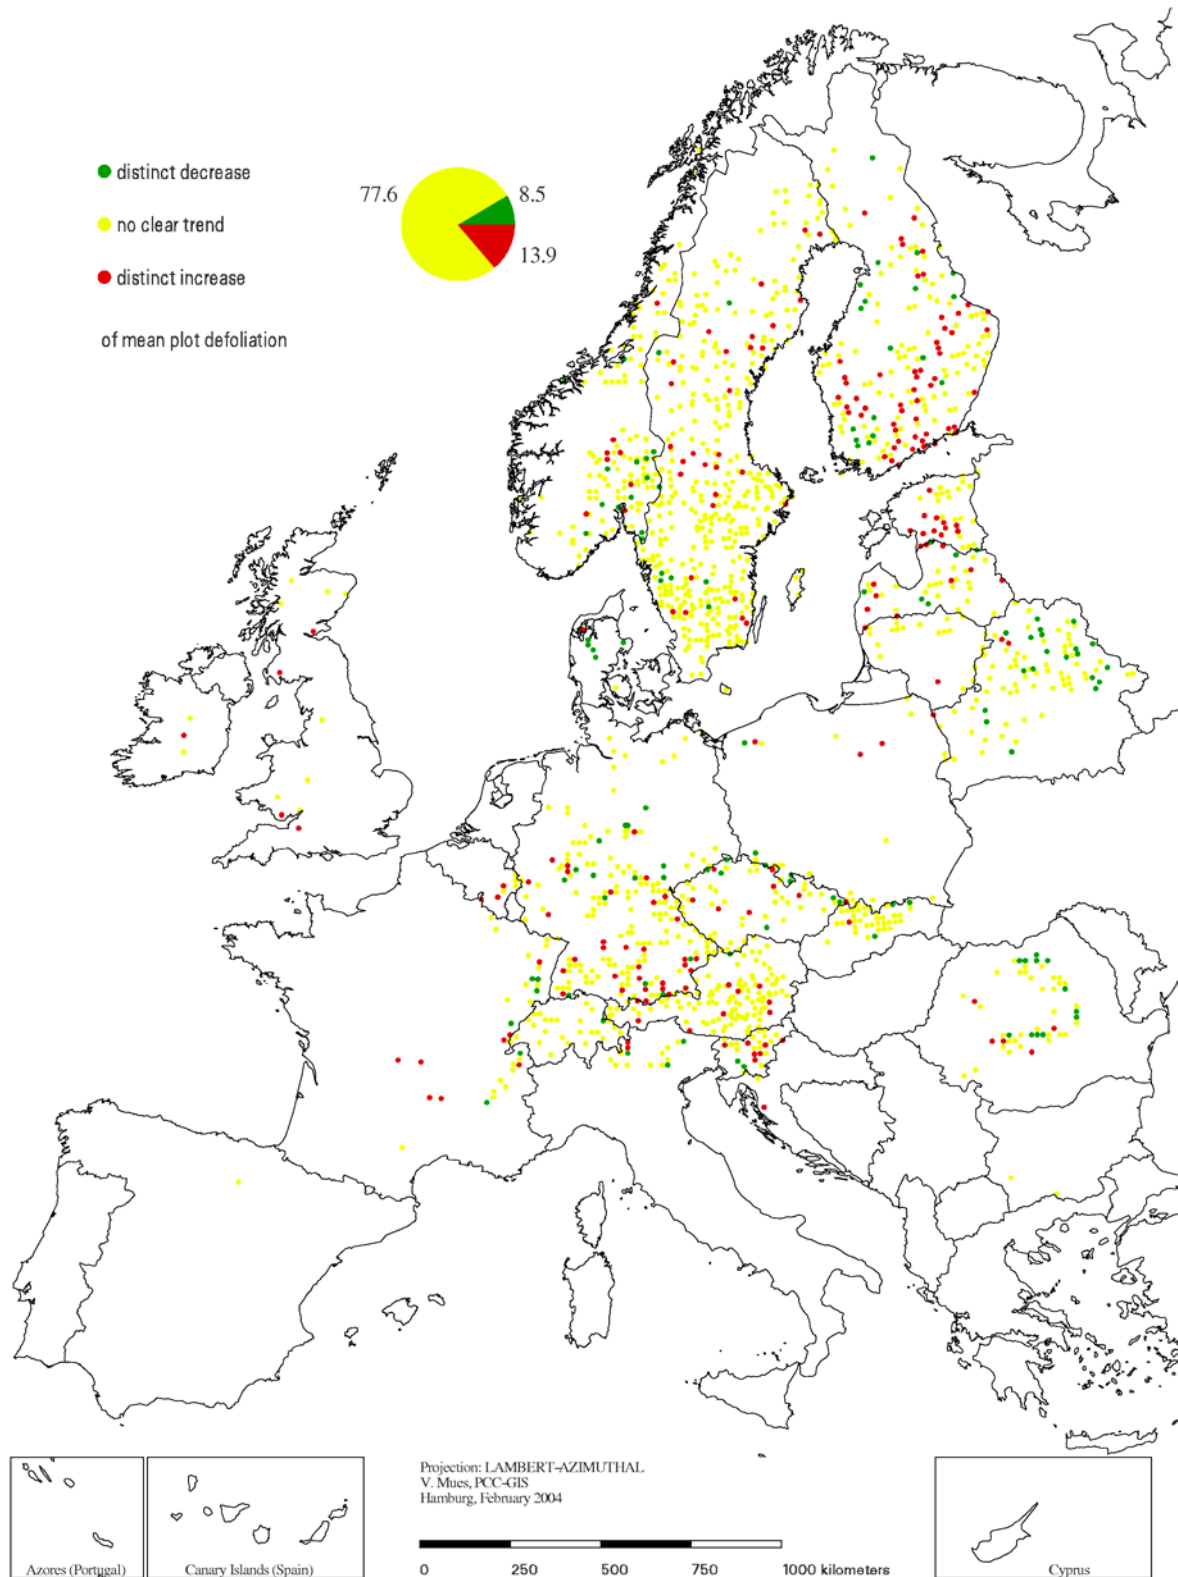 distinct decrease
77.6
8.5
no clear trend
13.9
distinct increase
of mean plot defoliation
Projection: LAMBERT-AZIMUTHAL
V. Mues, PCC-GIS
Hamburg, February 2004
Azores (Portugal)
Canary Islands (Spain)
0 250 500 750 1000 kilometers
Cyprus